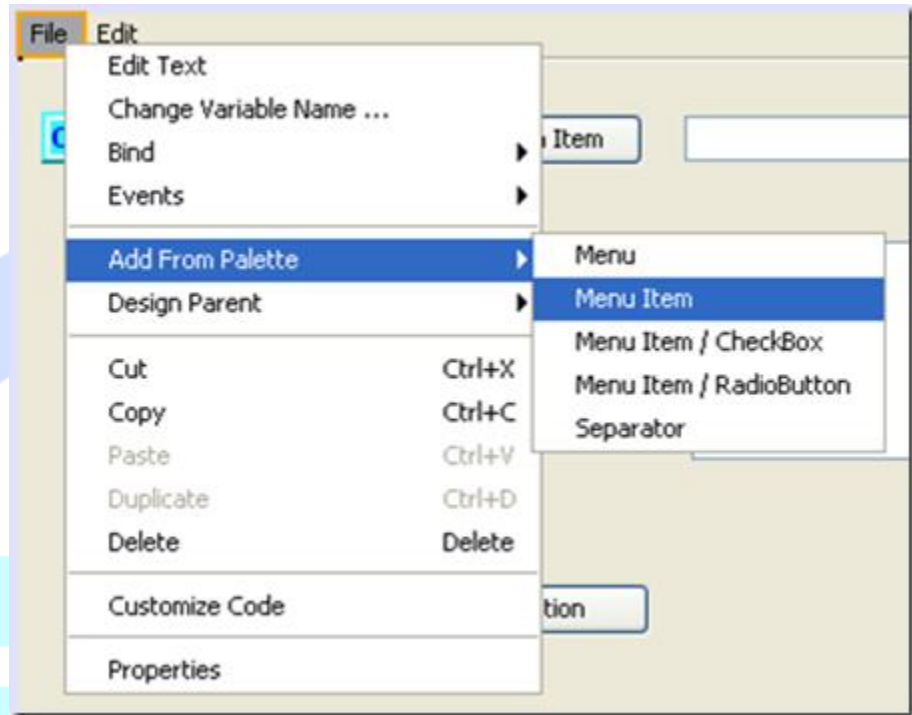 File Edit
Edit Text
Change Variable Name ...
Bind
Events
Item
Add From Palette
Design Parent
Menu
Menu Item
Menu Item / CheckBox
Menu Item / RadioButton
Separator
Cut Ctrl+X
Copy Ctrl+C
Paste Ctrl+V
Duplicate Ctrl+D
Delete Delete
Customize Code
tion
Properties